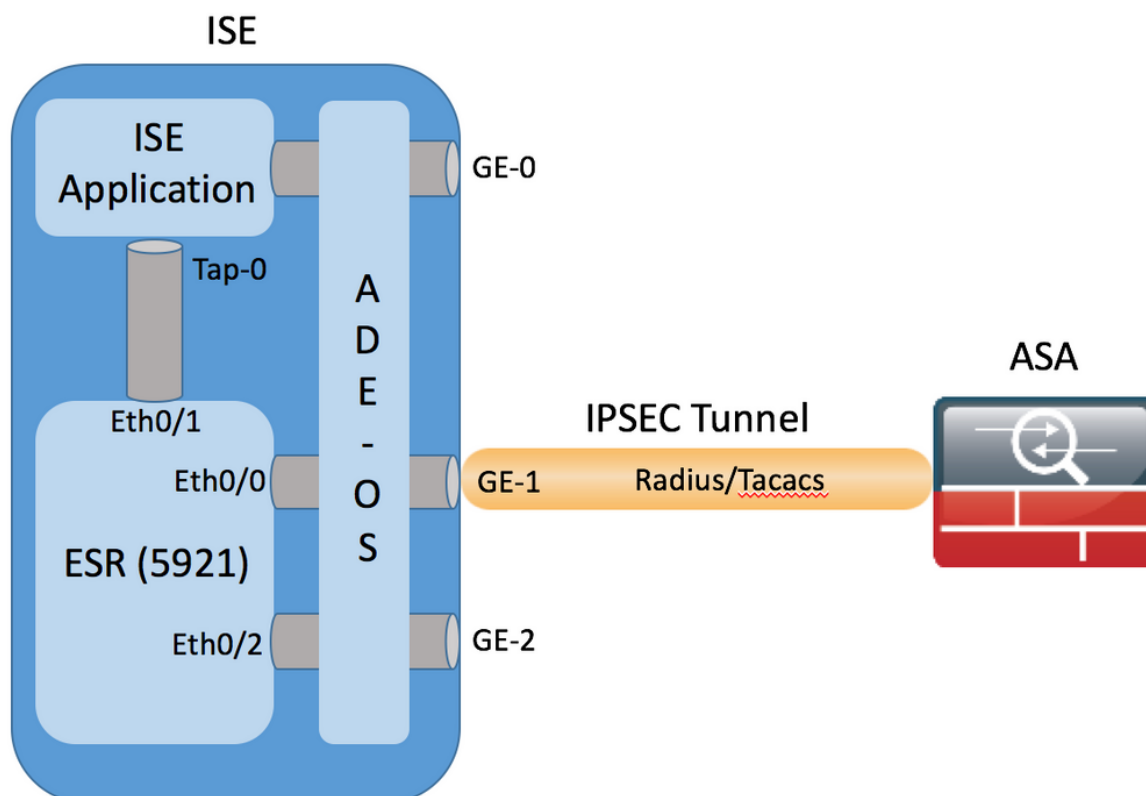 ISE
ISE
Application
GE-0
Tap-0
A
D
E
-
O
S
Eth0/1
Eth0/0
ESR (5921)
Eth0/2
GE-1
GE-2
IPSEC Tunnel
Radius/Tacacs
ASA